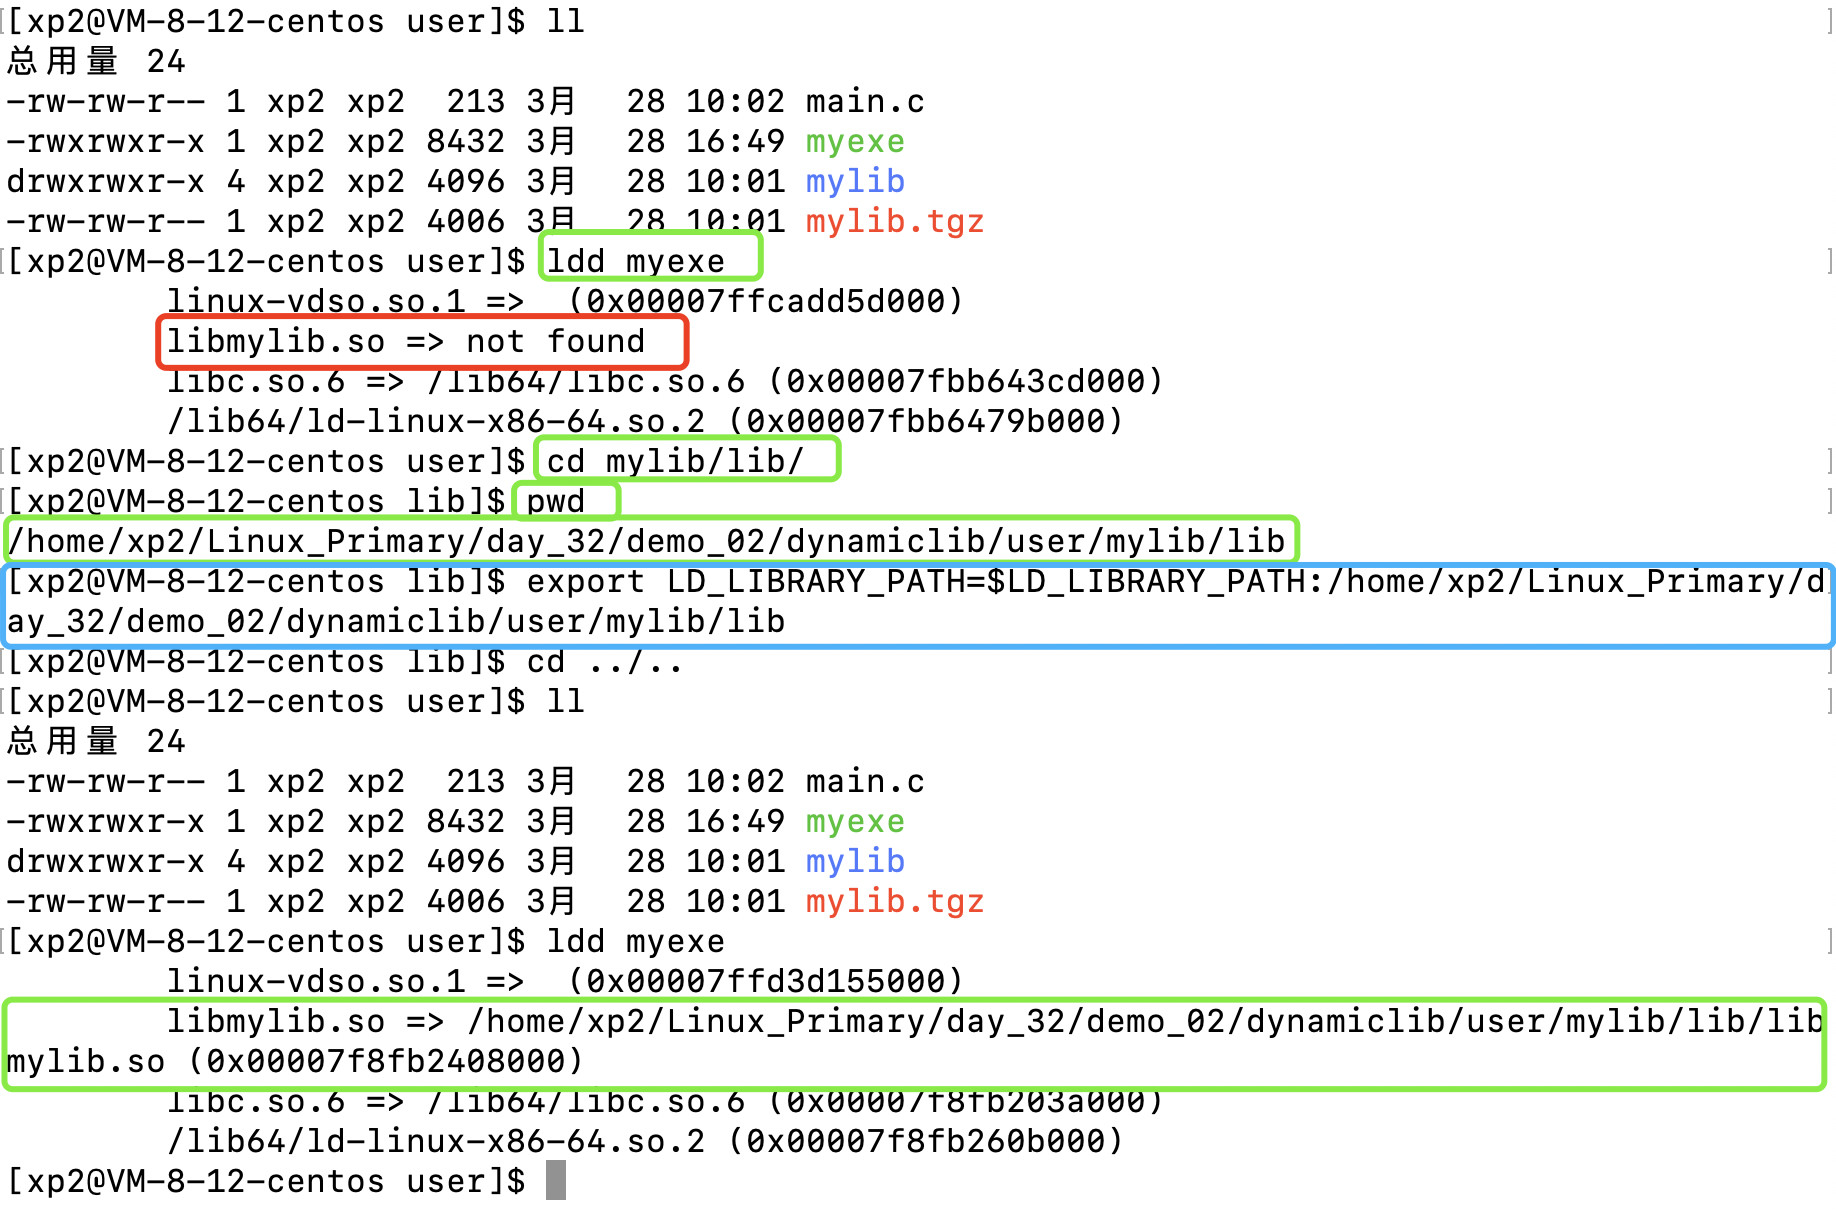 [xp2@VM-8-12-centos user]$ ll
总用量 24
-rw-rw-r-- 1 xp2 xp2  213 3月  28 10:02 main.c
-rwxrwxr-x 1 xp2 xp2 8432 3月  28 16:49 myexe
drwxrwxr-x 4 xp2 xp2 4096 3月  28 10:01 mylib
-rw-rw-r-- 1 xp2 xp2 4006 3月  28 10:01 mylib.tgz
[xp2@VM-8-12-centos user]$ ldd myexe
        linux-vdso.so.1 =>  (0x00007ffcadd5d000)
        libmylib.so => not found
        libc.so.6 => /lib64/libc.so.6 (0x00007fbb643cd000)
        /lib64/ld-linux-x86-64.so.2 (0x00007fbb6479b000)
[xp2@VM-8-12-centos user]$ cd mylib/lib/
[xp2@VM-8-12-centos lib]$ pwd
/home/xp2/Linux_Primary/day_32/demo_02/dynamiclib/user/mylib/lib
[xp2@VM-8-12-centos lib]$ export LD_LIBRARY_PATH=$LD_LIBRARY_PATH:/home/xp2/Linux_Primary/d
ay_32/demo_02/dynamiclib/user/mylib/lib
[xp2@VM-8-12-centos lib]$ cd ../..
[xp2@VM-8-12-centos user]$ ll
总用量 24
-rw-rw-r-- 1 xp2 xp2  213 3月  28 10:02 main.c
-rwxrwxr-x 1 xp2 xp2 8432 3月  28 16:49 myexe
drwxrwxr-x 4 xp2 xp2 4096 3月  28 10:01 mylib
-rw-rw-r-- 1 xp2 xp2 4006 3月  28 10:01 mylib.tgz
[xp2@VM-8-12-centos user]$ ldd myexe
        linux-vdso.so.1 =>  (0x00007ffd3d155000)
        libmylib.so => /home/xp2/Linux_Primary/day_32/demo_02/dynamiclib/user/mylib/lib/lib
mylib.so (0x00007f8fb2408000)
        libc.so.6 => /lib64/libc.so.6 (0x00007f8fb203a000)
        /lib64/ld-linux-x86-64.so.2 (0x00007f8fb260b000)
[xp2@VM-8-12-centos user]$